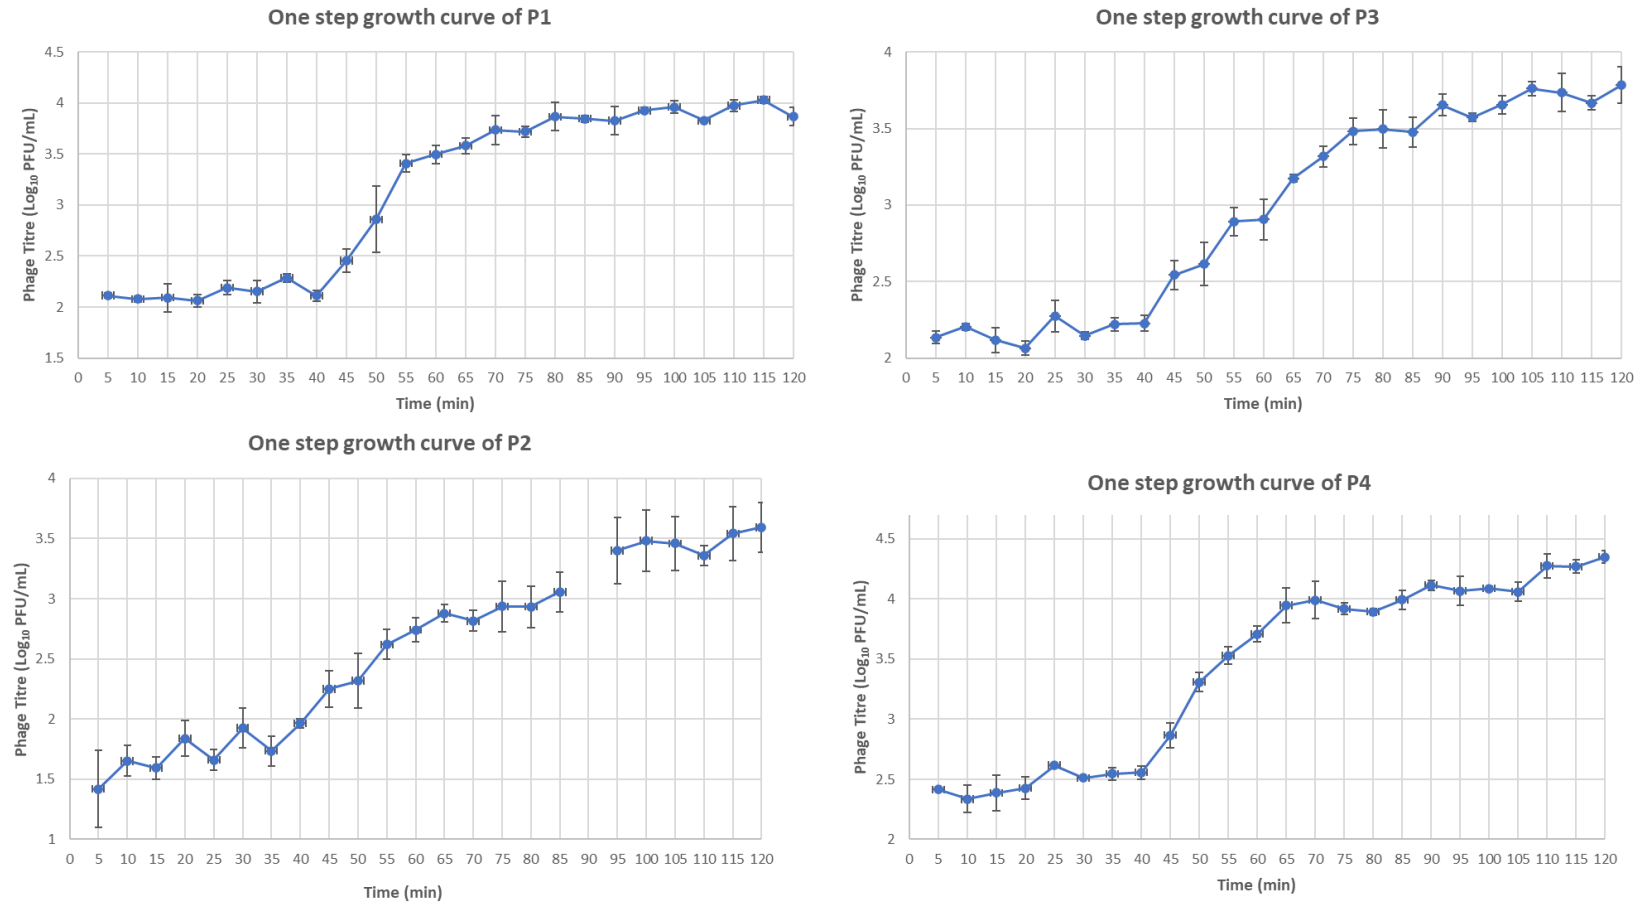 One step growth curve of P1
Phage Titre (Log₁₀ PFU/mL)
4.5
4
3.5
3
2.5
2
1.5
0 5 10 15 20 25 30 35 40 45 50 55 60 65 70 75 80 85 90 95 100 105 110 115 120
Time (min)
One step growth curve of P3
Phage Titre (Log₁₀ PFU/mL)
4
3.5
3
2.5
2
0 5 10 15 20 25 30 35 40 45 50 55 60 65 70 75 80 85 90 95 100 105 110 115 120
Time (min)
One step growth curve of P2
Phage Titre (Log₁₀ PFU/mL)
4
3.5
3
2.5
2
1.5
1
0 5 10 15 20 25 30 35 40 45 50 55 60 65 70 75 80 85 90 95 100 105 110 115 120
Time (min)
One step growth curve of P4
Phage Titre (Log₁₀ PFU/mL)
4.5
4
3.5
3
2.5
2
0 5 10 15 20 25 30 35 40 45 50 55 60 65 70 75 80 85 90 95 100 105 110 115 120
Time (min)